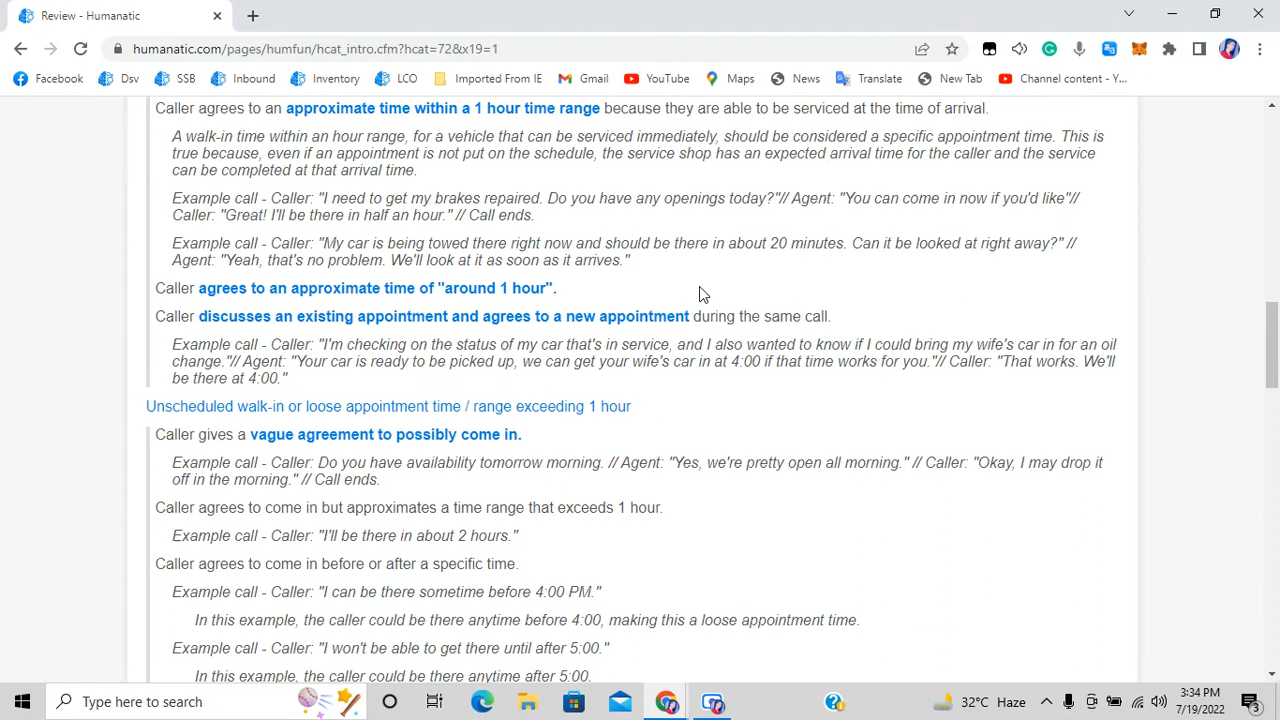 Review - Humanatic
humanatic.com/pages/humfun/hcat_intro.cfm?hcat=72&x19=1
Facebook Dsv SSB Inbound Inventory LCO Imported From IE Gmail YouTube Maps News Translate New Tab Channel content - Y...
Caller agrees to an approximate time within a 1 hour time range because they are able to be serviced at the time of arrival.
A walk-in time within an hour range, for a vehicle that can be serviced immediately, should be considered a specific appointment time. This is
true because, even if an appointment is not put on the schedule, the service shop has an expected arrival time for the caller and the service
can be completed at that arrival time.
Example call - Caller: "I need to get my brakes repaired. Do you have any openings today?"// Agent: "You can come in now if you'd like"//
Caller: "Great! I'll be there in half an hour." // Call ends.
Example call - Caller: "My car is being towed there right now and should be there in about 20 minutes. Can it be looked at right away?" //
Agent: "Yeah, that's no problem. We'll look at it as soon as it arrives."
Caller agrees to an approximate time of "around 1 hour".
Caller discusses an existing appointment and agrees to a new appointment during the same call.
Example call - Caller: "I'm checking on the status of my car that's in service, and I also wanted to know if I could bring my wife's car in for an oil
change."// Agent: "Your car is ready to be picked up, we can get your wife's car in at 4:00 if that time works for you."// Caller: "That works. We'll
be there at 4:00."
Unscheduled walk-in or loose appointment time / range exceeding 1 hour
Caller gives a vague agreement to possibly come in.
Example call - Caller: Do you have availability tomorrow morning. // Agent: "Yes, we're pretty open all morning." // Caller: "Okay, I may drop it
off in the morning." // Call ends.
Caller agrees to come in but approximates a time range that exceeds 1 hour.
Example call - Caller: "I'll be there in about 2 hours."
Caller agrees to come in before or after a specific time.
Example call - Caller: "I can be there sometime before 4:00 PM."
In this example, the caller could be there anytime before 4:00, making this a loose appointment time.
Example call - Caller: "I won't be able to get there until after 5:00."
In this example, the caller could be there anytime after 5:00.
Type here to search
32°C Haze
3:34 PM
7/19/2022
3